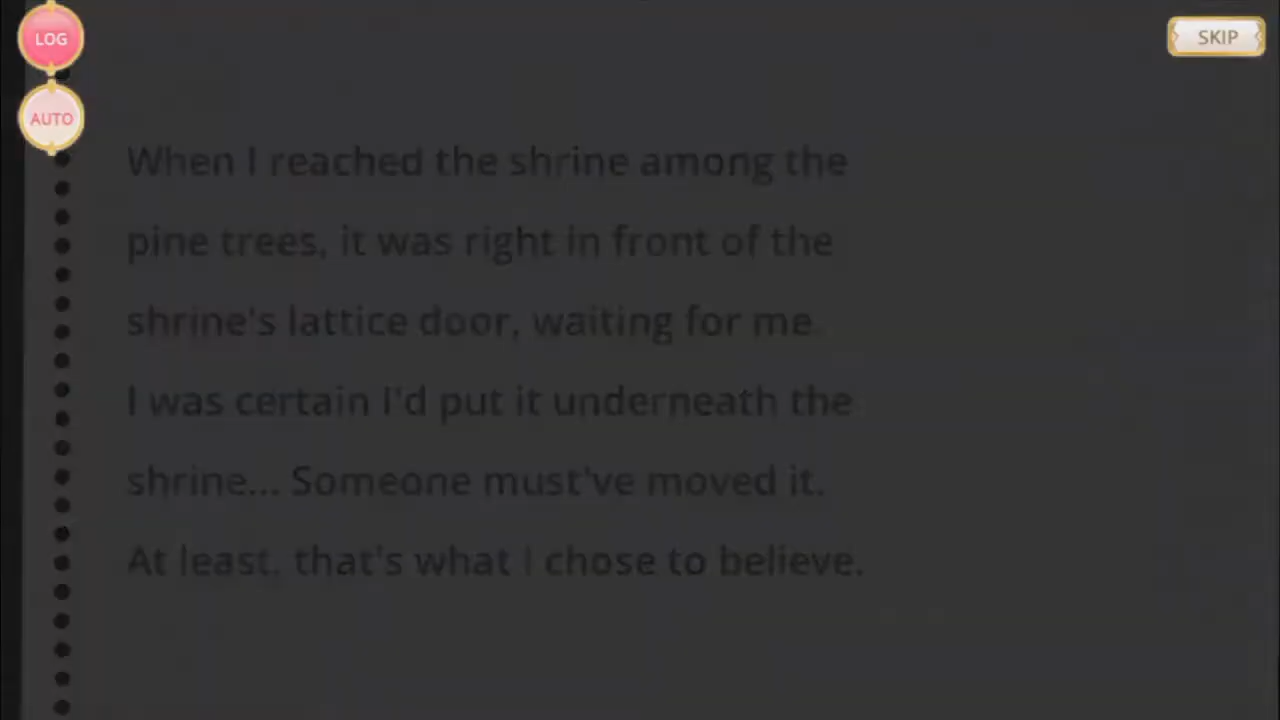 LOG
SKIP
AUTO
When I reached the shrine among the
pine trees, it was right in front of the
shrine's lattice door, waiting for me.
I was certain I'd put it underneath the
shrine... Someone must've moved it.
At least, that's what I chose to believe.